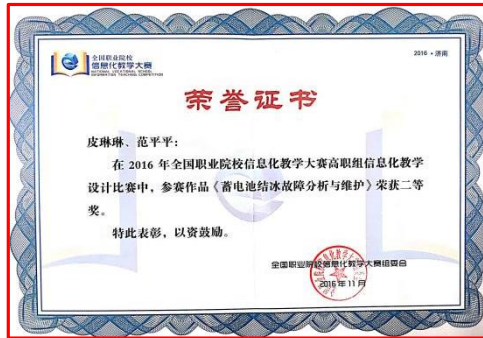 全国职业院校
信息化教学大赛
NATIONAL VOCATIONAL SCHOOL
INFORMATION TEACHING COMPETITION
2016·济南
荣誉证书
皮琳琳、范平平：
在 2016 年全国职业院校信息化教学大赛高职组信息化教学
设计比赛中，参赛作品《蓄电池结冰故障分析与维护》荣获二等
奖。
特此表彰，以资鼓励。
全国职业院校信息化教学大赛组委会
2016年11月